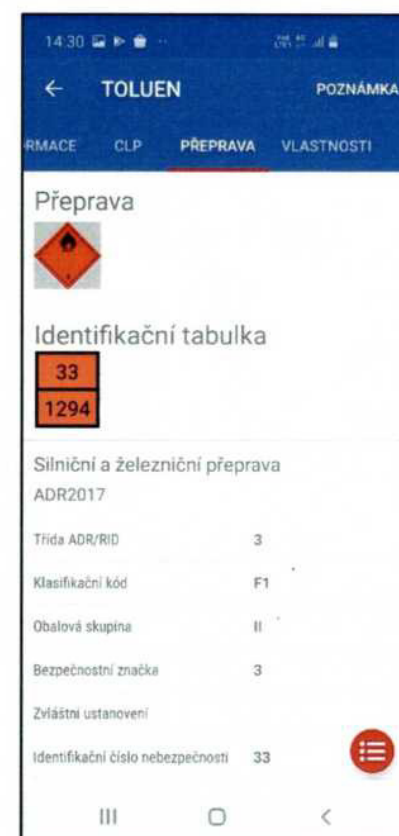 14:30
← TOLUEN POZNÁMKA
RMACE CLP PŘEPRAVA VLASTNOSTI
Přeprava
Identifikační tabulka
33
1294
Silniční a železniční přeprava
ADR2017
Třída ADR/RID 3
Klasifikační kód F1
Obalová skupina II
Bezpečnostní značka 3
Zvláštní ustanovení
Identifikační číslo nebezpečnosti 33